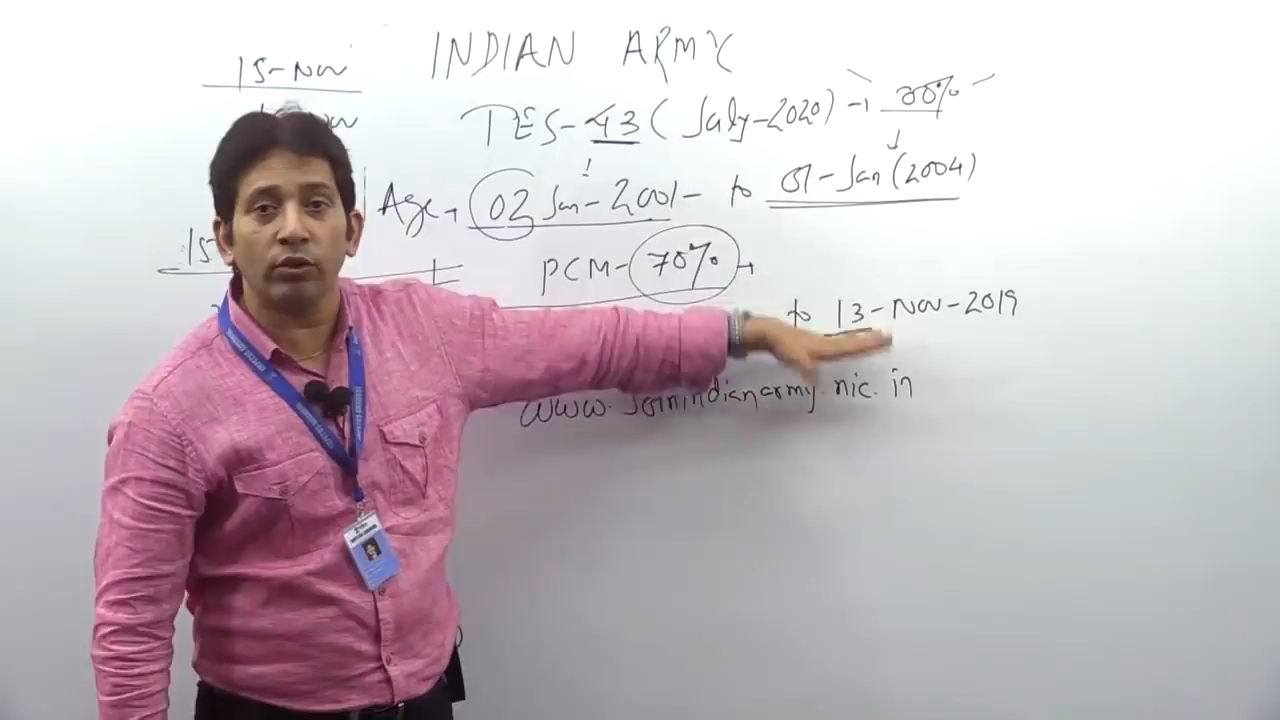 INDIAN ARMY
15-Nov
TES-43 (July-2020) →
Age → 02 Jan-2001- to 01-Jan (2004)
15
PCM-70% →
to 13-Nov-2019
www.joinindianarmy.nic.in